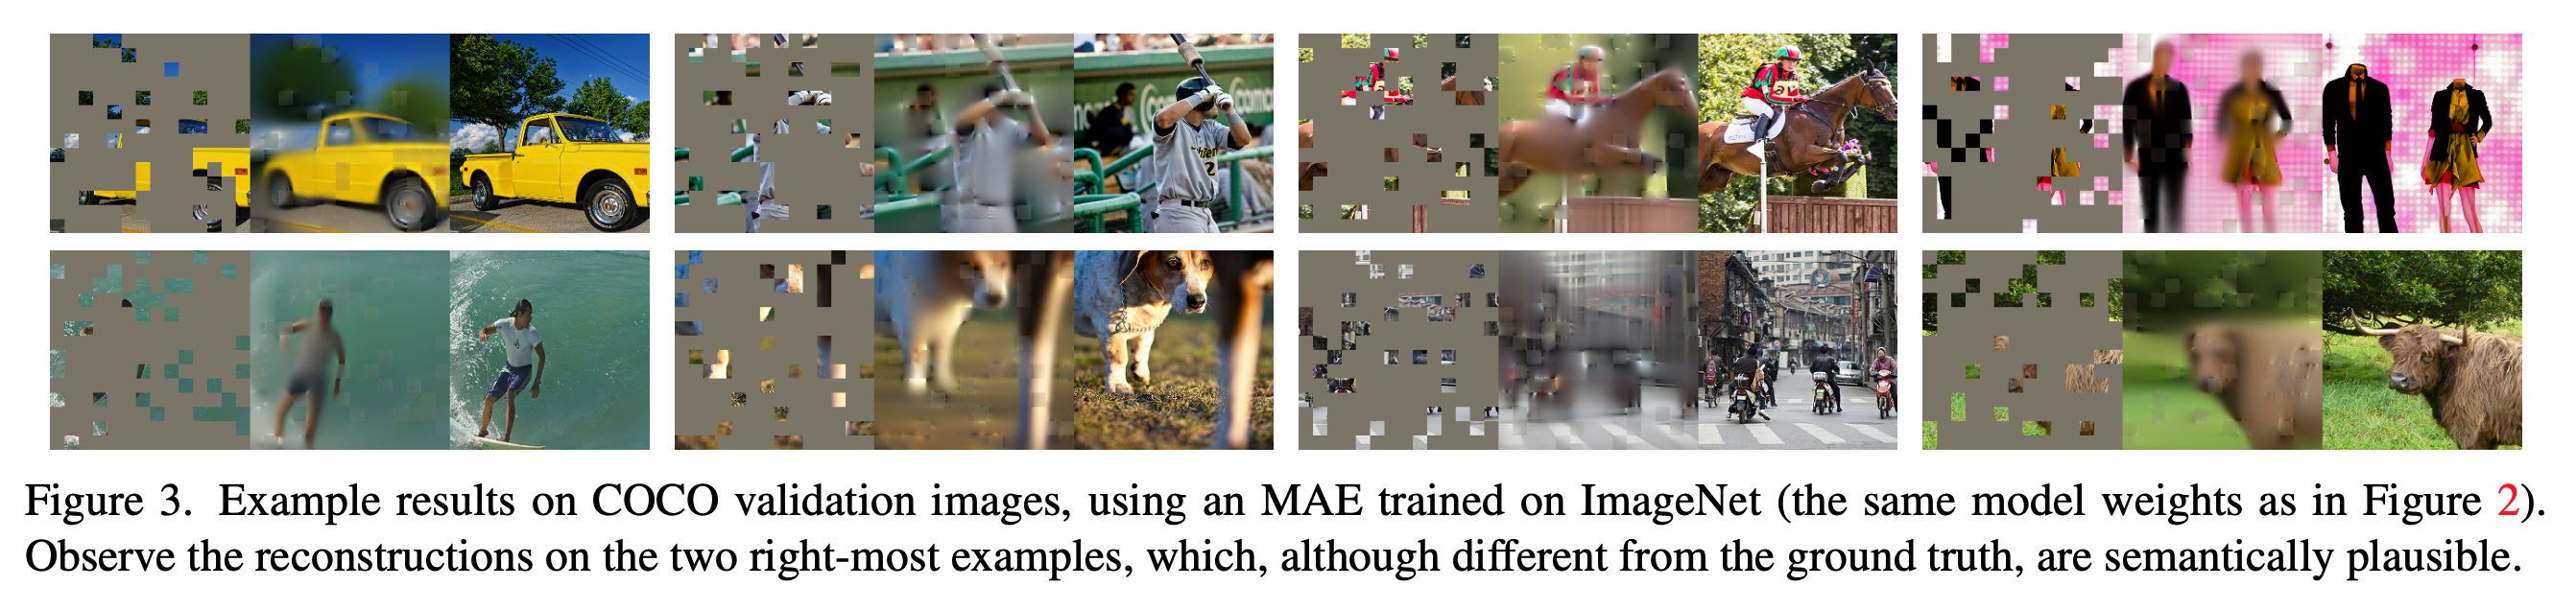 Figure 3. Example results on COCO validation images, using an MAE trained on ImageNet (the same model weights as in Figure 2).
Observe the reconstructions on the two right-most examples, which, although different from the ground truth, are semantically plausible.